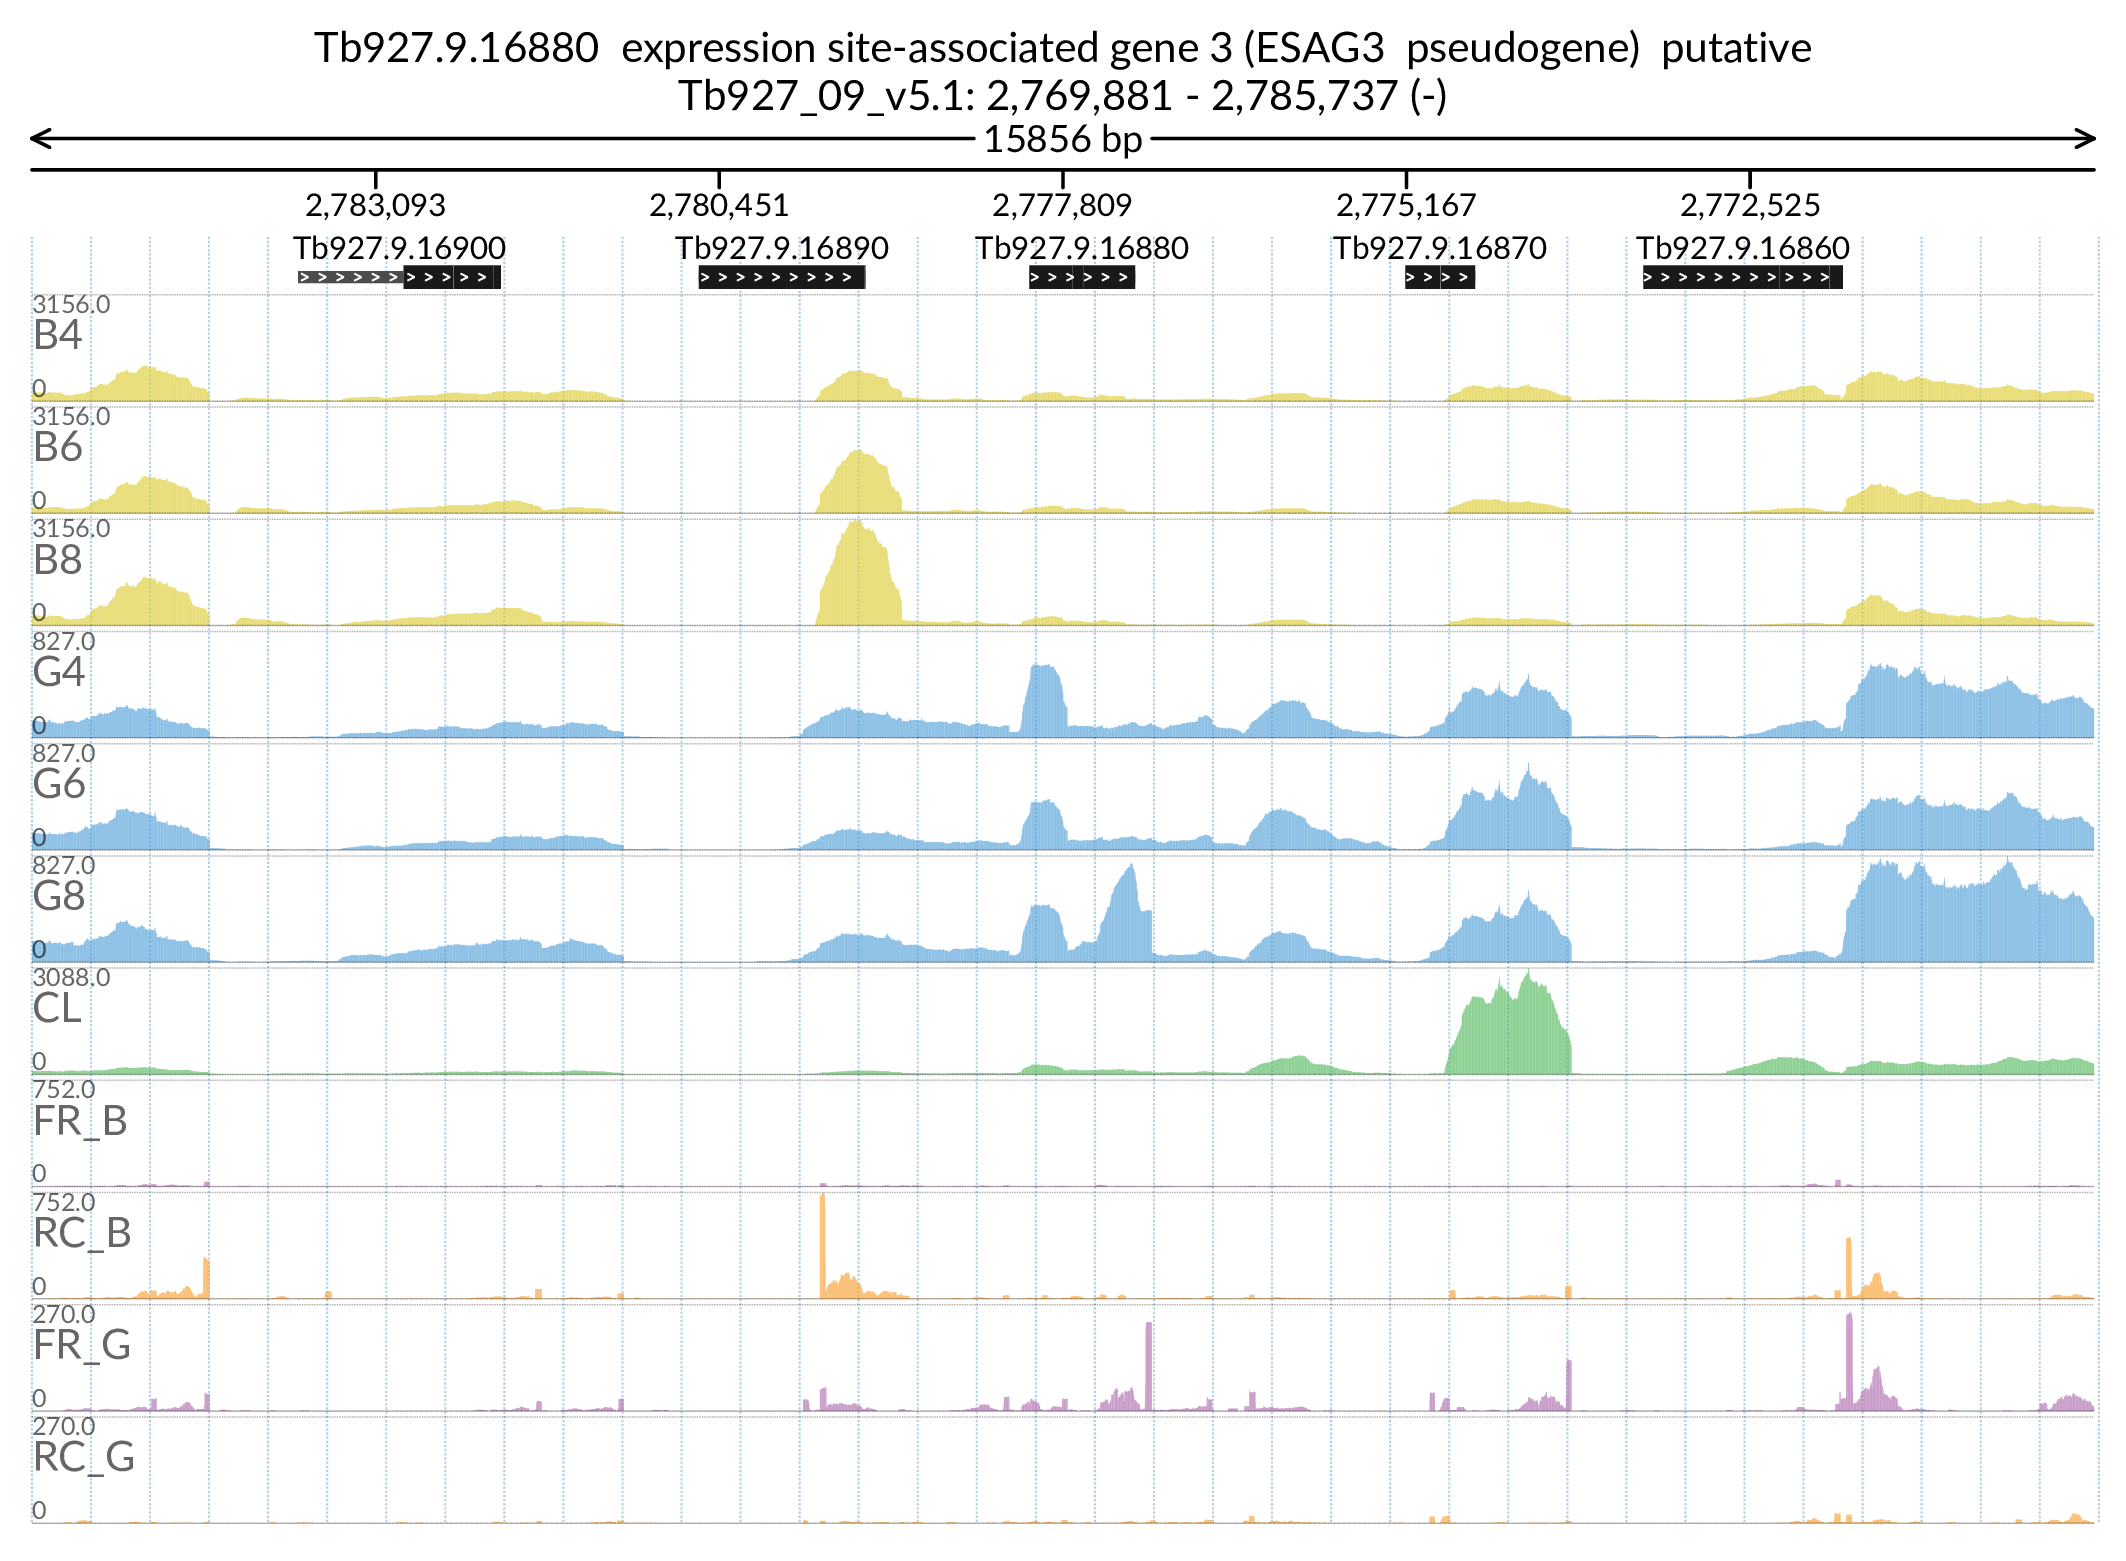 Tb927.9.16880  expression site-associated gene 3 (ESAG3  pseudogene)  putative
Tb927_09_v5.1: 2,769,881 - 2,785,737 (-)
15856 bp
2,783,093 2,780,451 2,777,809 2,775,167 2,772,525
Tb927.9.16900 Tb927.9.16890 Tb927.9.16880 Tb927.9.16870 Tb927.9.16860
3156.0
B4
0
3156.0
B6
0
3156.0
B8
0
827.0
G4
0
827.0
G6
0
827.0
G8
0
3088.0
CL
0
752.0
FR_B
0
752.0
RC_B
0
270.0
FR_G
0
270.0
RC_G
0